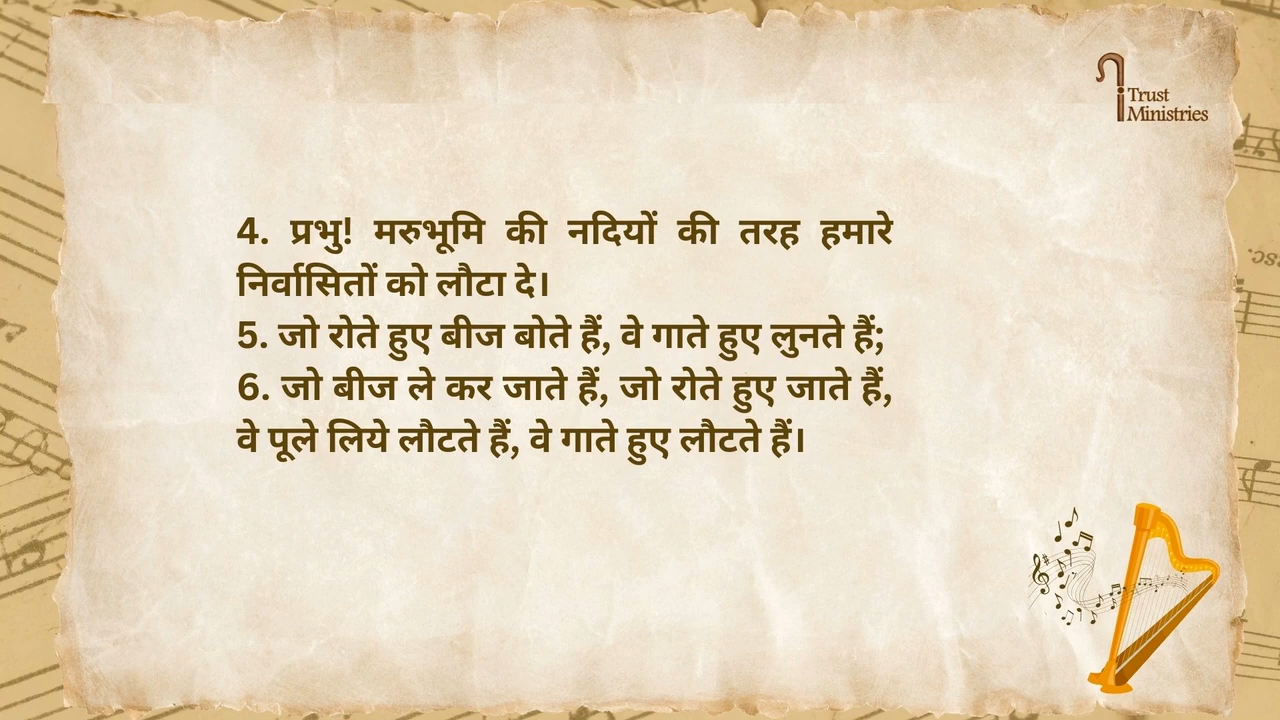 Trust
Ministries
4. प्रभु! मरुभूमि की नदियों की तरह हमारे
निर्वासितों को लौटा दे।
5. जो रोते हुए बीज बोते हैं, वे गाते हुए लुनते हैं;
6. जो बीज ले कर जाते हैं, जो रोते हुए जाते हैं,
वे पूले लिये लौटते हैं, वे गाते हुए लौटते हैं।